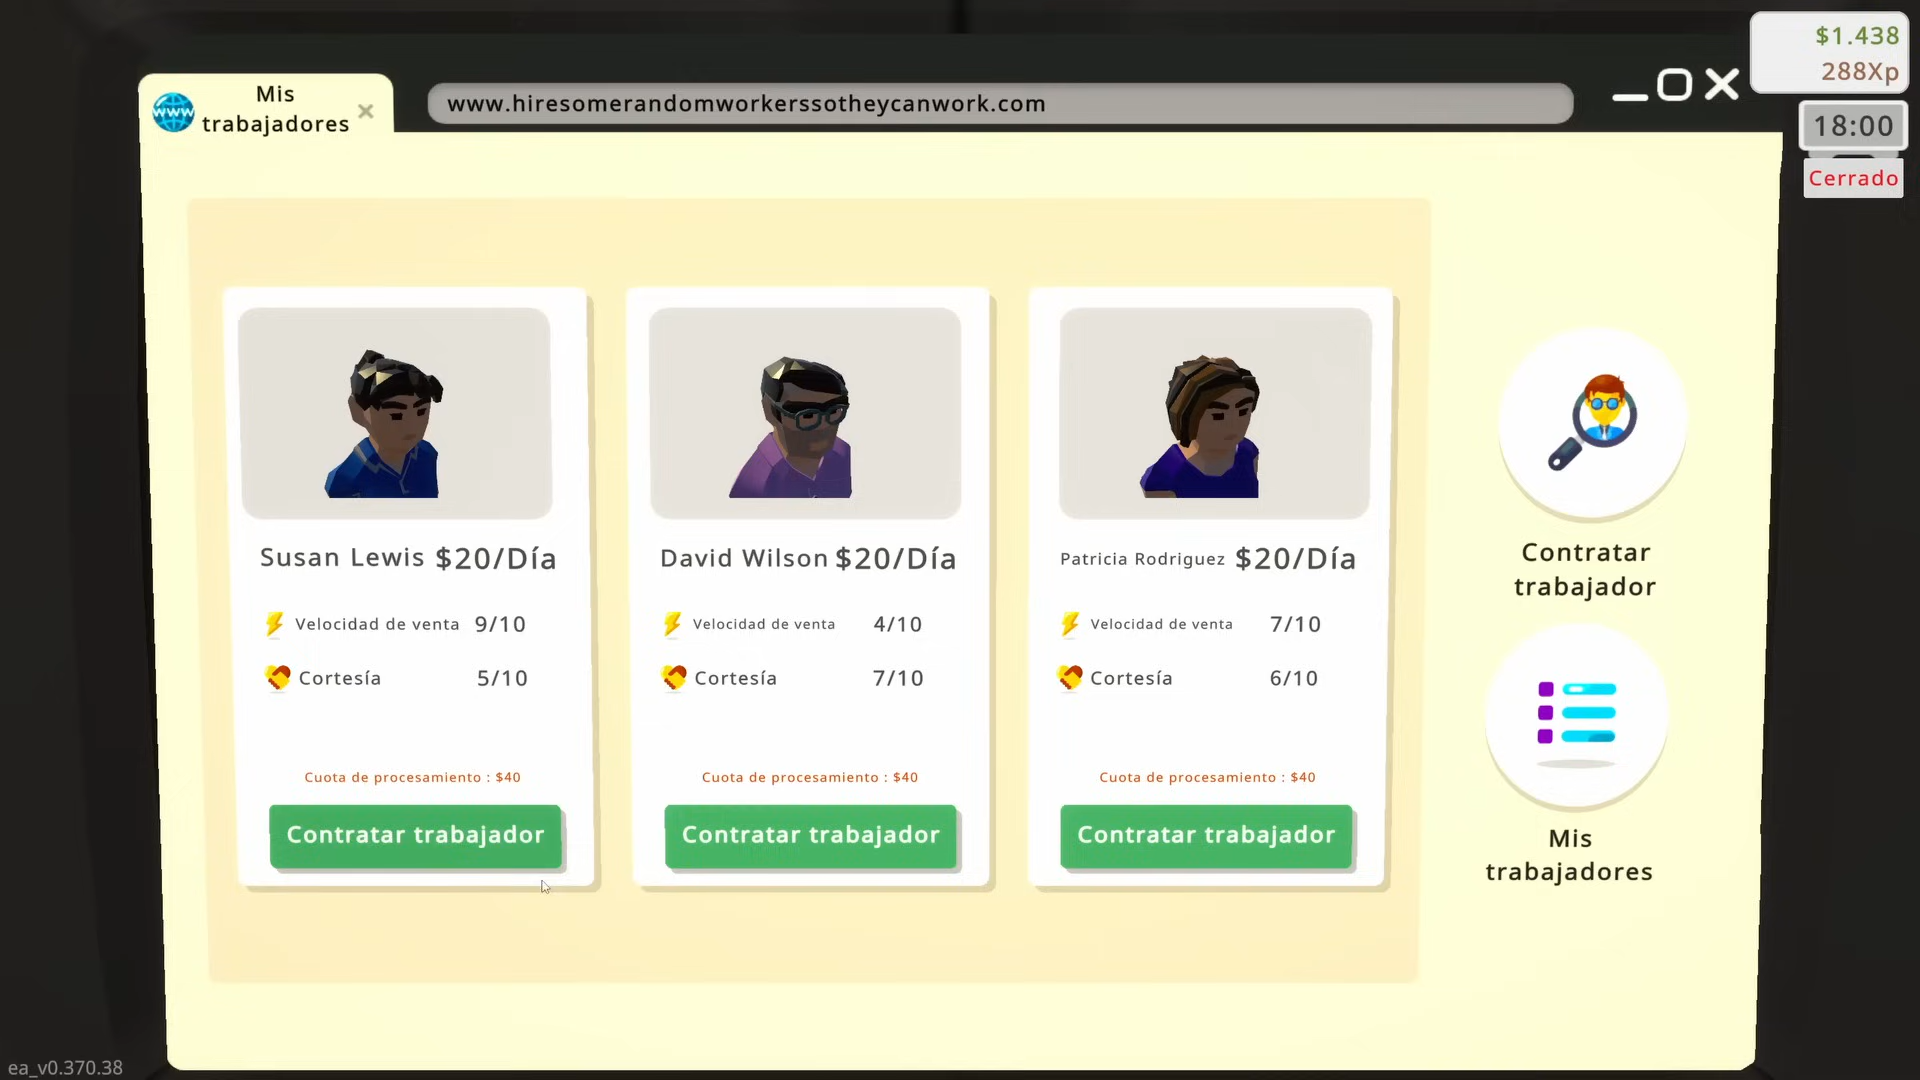 $1.438
288Xp
18:00
Cerrado
www
Mis
trabajadores
www.hiresomerandomworkerssotheycanwork.com
Susan Lewis $20/Día
Velocidad de venta 9/10
Cortesía 5/10
Cuota de procesamiento : $40
Contratar trabajador
David Wilson $20/Día
Velocidad de venta 4/10
Cortesía 7/10
Cuota de procesamiento : $40
Contratar trabajador
Patricia Rodriguez $20/Día
Velocidad de venta 7/10
Cortesía 6/10
Cuota de procesamiento : $40
Contratar trabajador
Contratar
trabajador
Mis
trabajadores
ea_v0.370.38